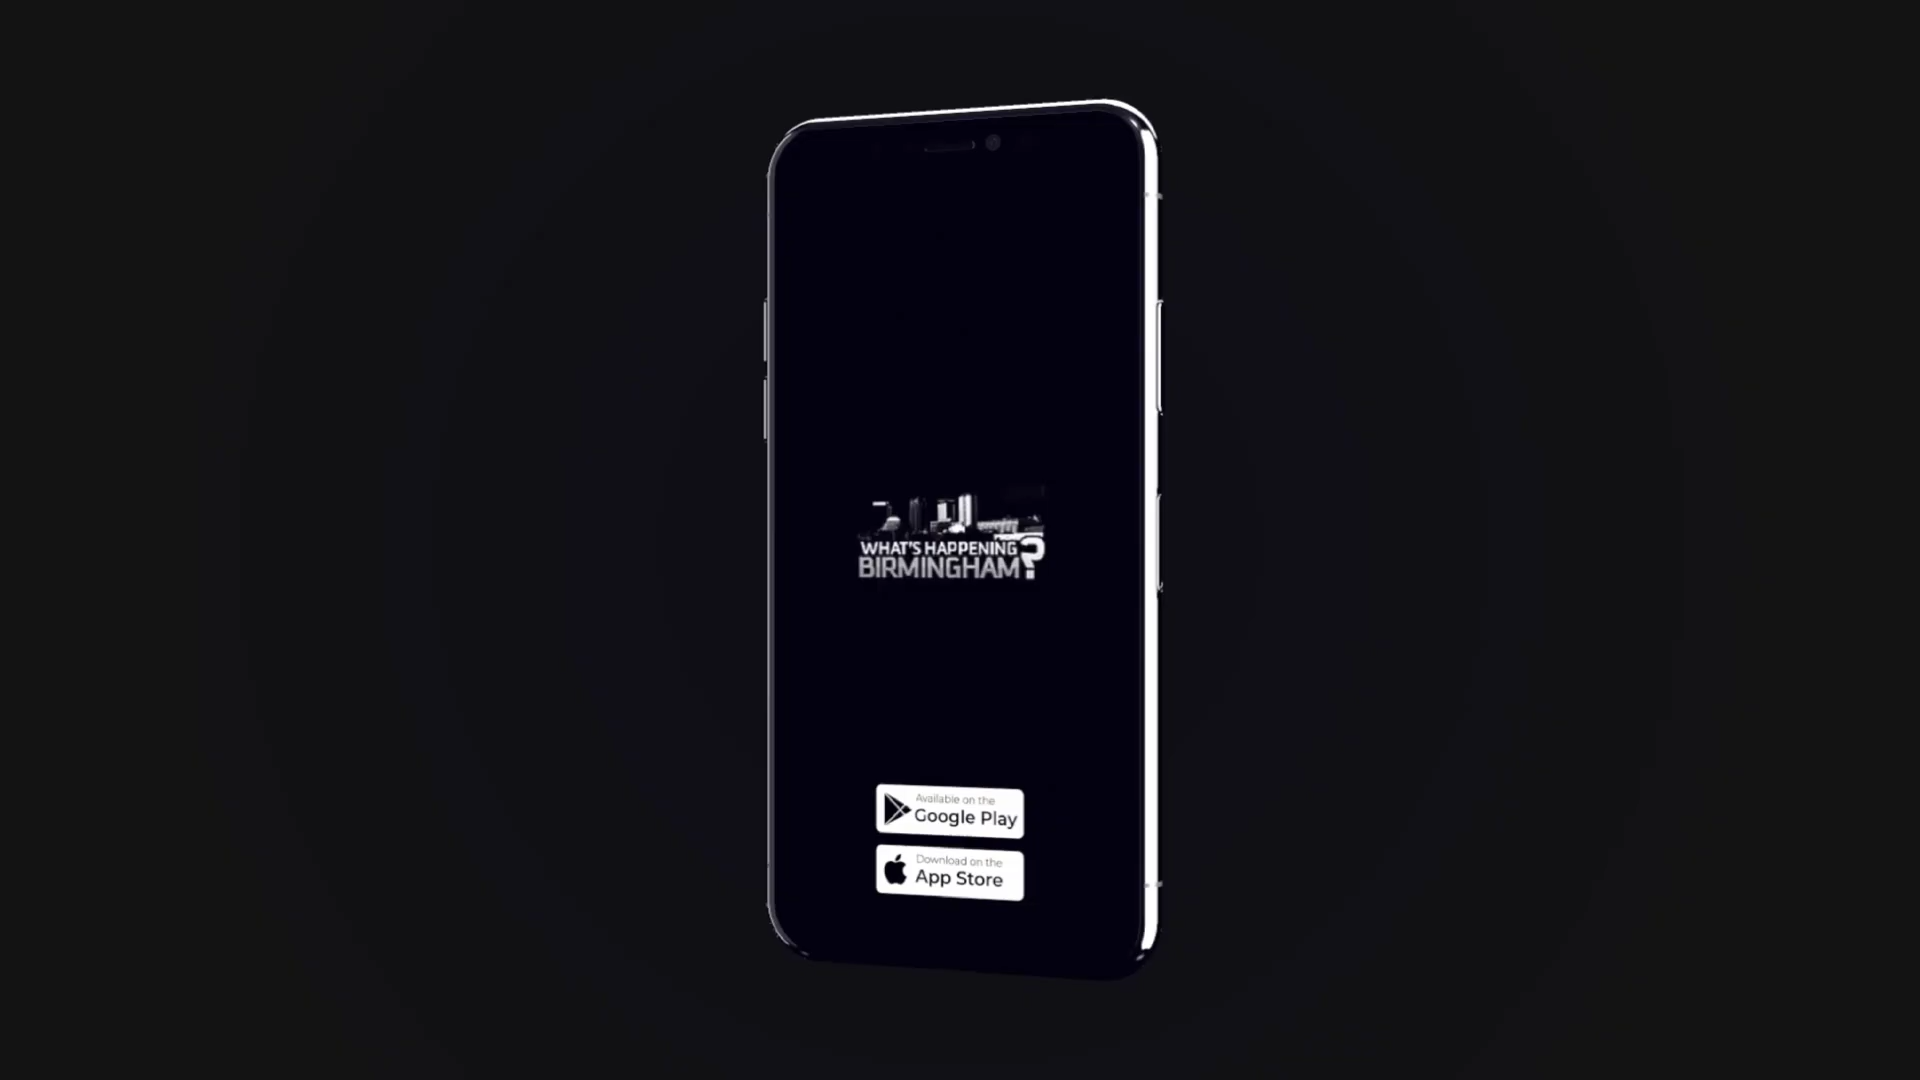 WHAT'S HAPPENING
BIRMINGHAM?
Available on the
Google Play
Download on the
App Store